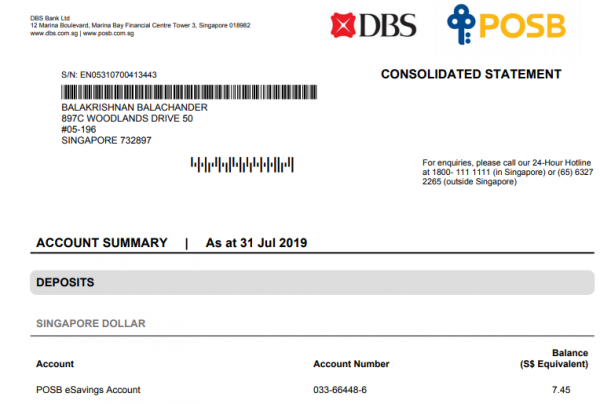 DBS Bank Ltd
12 Marina Boulevard, Marina Bay Financial Centre Tower 3, Singapore 018982
www.dbs.com.sg | www.posb.com.sg
DBS
POSB
S/N: EN05310700413443
CONSOLIDATED STATEMENT
BALAKRISHNAN BALACHANDER
897C WOODLANDS DRIVE 50
#05-196
SINGAPORE 732897
For enquiries, please call our 24-Hour Hotline
at 1800- 111 1111 (in Singapore) or (65) 6327
2265 (outside Singapore)
ACCOUNT SUMMARY | As at 31 Jul 2019
DEPOSITS
SINGAPORE DOLLAR
Balance
Account Account Number (S$ Equivalent)
POSB eSavings Account 033-66448-6 7.45